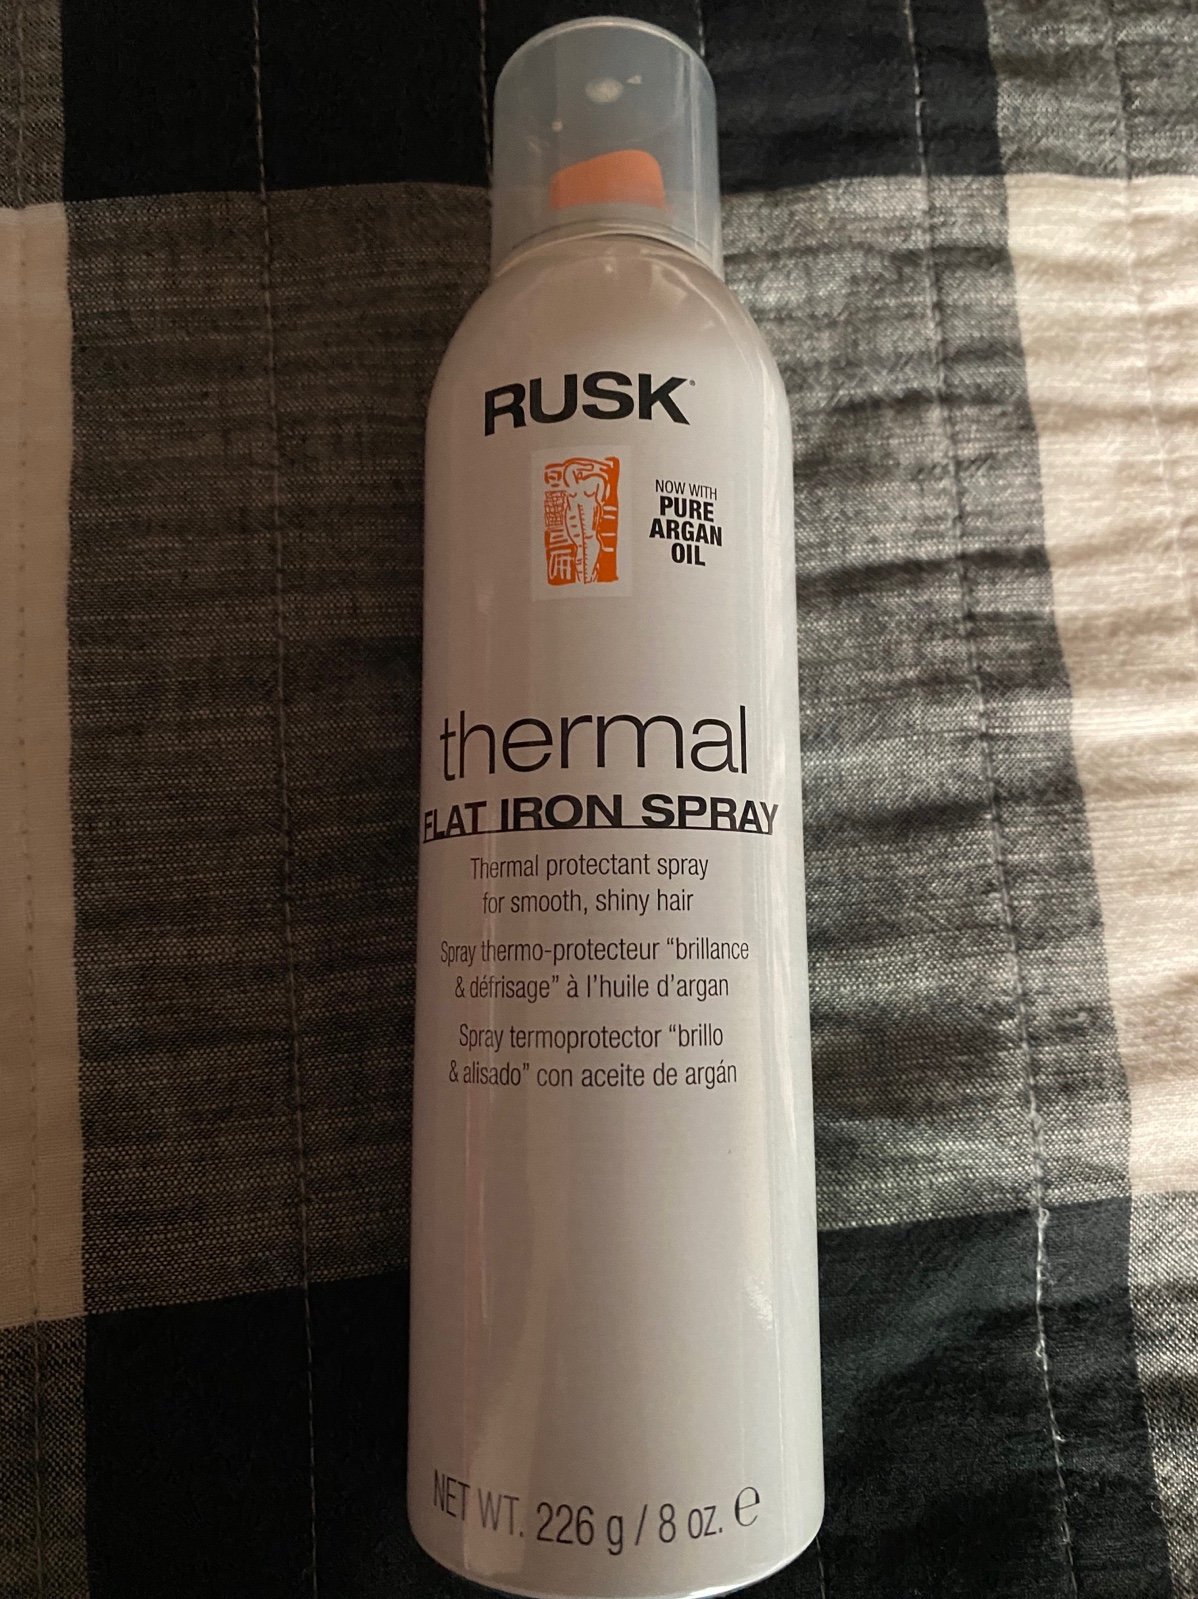 RUSK®
NOW WITH
PURE
ARGAN
OIL
thermal
FLAT IRON SPRAY
Thermal protectant spray
for smooth, shiny hair
Spray thermo-protecteur “brillance
& défrisage” à l’huile d’argan
Spray termoprotector “brillo
& alisado” con aceite de argán
NET WT. 226 g / 8 oz. ℮